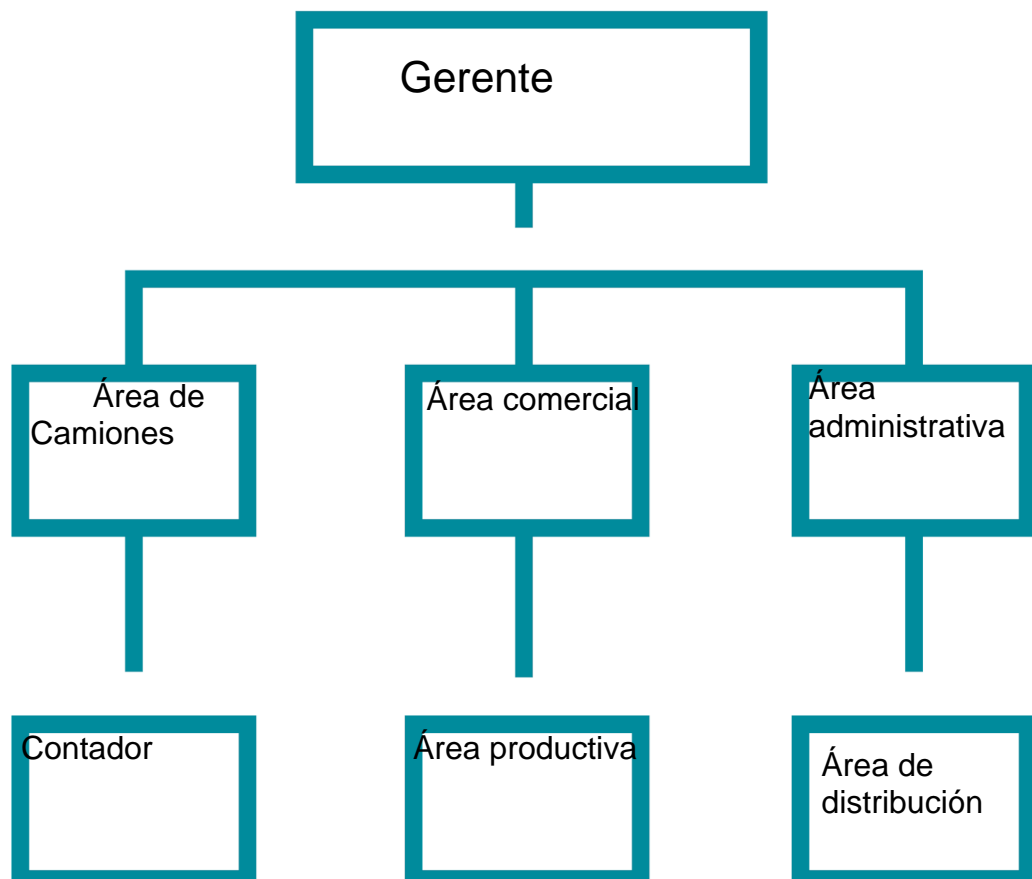 Gerente
Área de
Camiones
Área comercial
Área
administrativa
Contador
Área productiva
Área de
distribución